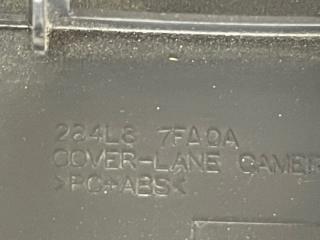 284L8 7FA0A
COVER-LANE CAMER
>PC+ABS<